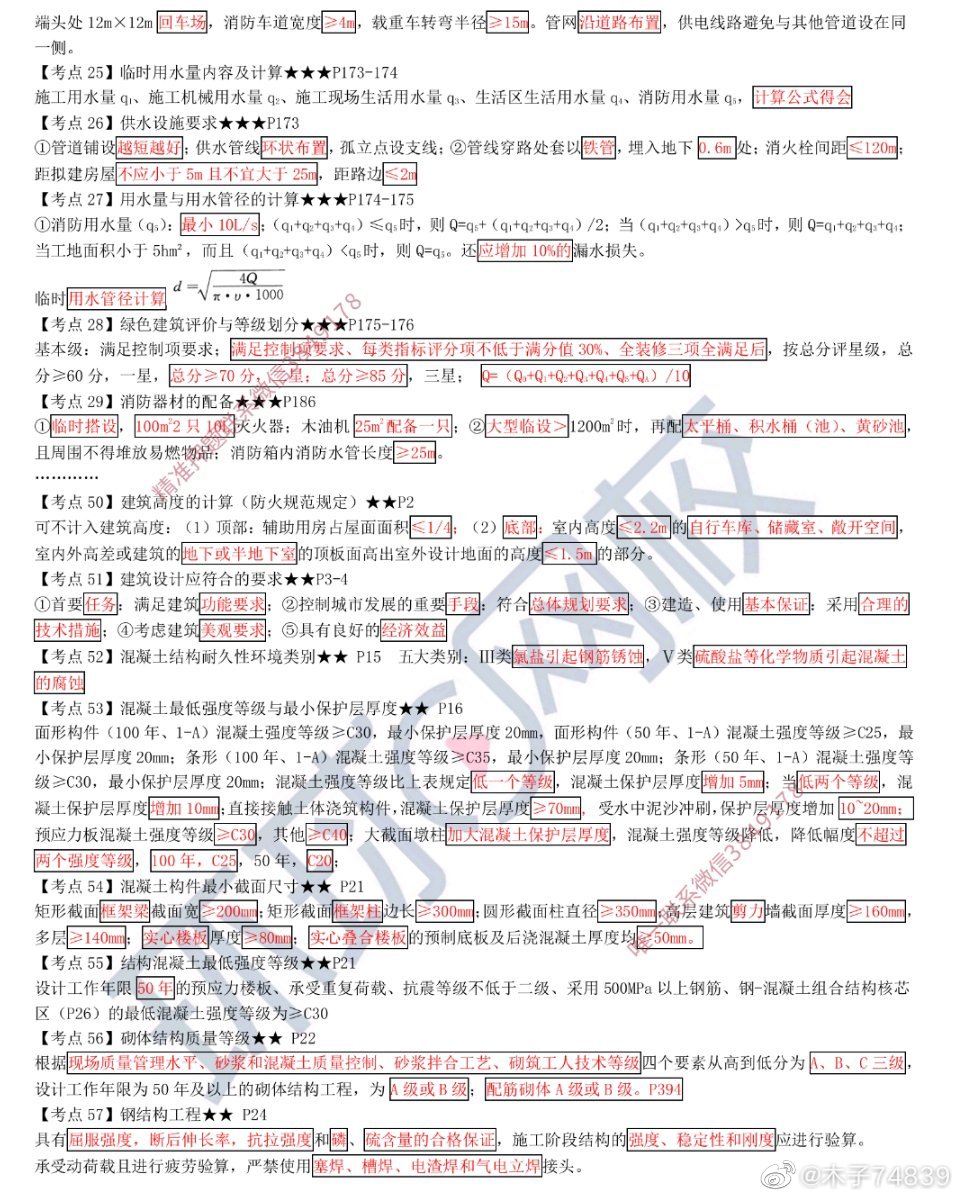 端头处 12m×12m 回车场，消防车道宽度≥4m，载重车转弯半径≥15m。管网沿道路布置，供电线路避免与其他管道设在同
一侧。
【考点 25】临时用水量内容及计算★★★P173-174
施工用水量 q₁、施工机械用水量 q₂、施工现场生活用水量 q₃、生活区生活用水量 q₄、消防用水量 q₅，计算公式得会
【考点 26】供水设施要求★★★P173
①管道铺设越短越好；供水管线环状布置，孤立点设支线；②管线穿路处套以铁管，埋入地下 0.6m 处；消火栓间距≤120m；
距拟建房屋不应小于 5m 且不宜大于 25m，距路边≤2m
【考点 27】用水量与用水管径的计算★★★P174-175
①消防用水量（q₅）：最小 10L/s；（q₁+q₂+q₃+q₄）≤q₅时，则 Q=q₅+（q₁+q₂+q₃+q₄）/2；当（q₁+q₂+q₃+q₄）>q₅时，则 Q=q₁+q₂+q₃+q₄；
当工地面积小于 5hm²，而且（q₁+q₂+q₃+q₄）<q₅时，则 Q=q₅。还应增加 10%的漏水损失。
临时用水管径计算 d=√(4Q/(π·υ·1000))
【考点 28】绿色建筑评价与等级划分★★★P175-176
基本级：满足控制项要求；满足控制项要求、每类指标评分项不低于满分值 30%、全装修三项全满足后，按总分评星级，总
分≥60 分，一星，总分≥70 分，二星；总分≥85 分，三星； Q=（Q₀+Q₁+Q₂+Q₃+Q₄+Q₅+Q_A）/10
【考点 29】消防器材的配备★★★P186
①临时搭设，100m²2 只 10L 灭火器；木油机 25m²配备一只；②大型临设>1200m²时，再配太平桶、积水桶（池）、黄砂池，
且周围不得堆放易燃物品；消防箱内消防水管长度≥25m。
…………
【考点 50】建筑高度的计算（防火规范规定）★★P2
可不计入建筑高度：（1）顶部：辅助用房占屋面面积≤1/4；（2）底部：室内高度≤2.2m 的自行车库、储藏室、敞开空间，
室内外高差或建筑的地下或半地下室的顶板面高出室外设计地面的高度≤1.5m 的部分。
【考点 51】建筑设计应符合的要求★★P3-4
①首要任务：满足建筑功能要求；②控制城市发展的重要手段：符合总体规划要求；③建造、使用基本保证：采用合理的
技术措施；④考虑建筑美观要求；⑤具有良好的经济效益
【考点 52】混凝土结构耐久性环境类别★★ P15 五大类别：Ⅲ类氯盐引起钢筋锈蚀，Ⅴ类硫酸盐等化学物质引起混凝土
的腐蚀
【考点 53】混凝土最低强度等级与最小保护层厚度★★ P16
面形构件（100 年、1-A）混凝土强度等级≥C30，最小保护层厚度 20mm，面形构件（50 年、1-A）混凝土强度等级≥C25，最
小保护层厚度 20mm；条形（100 年、1-A）混凝土强度等级≥C35，最小保护层厚度 20mm；条形（50 年、1-A）混凝土强度等
级≥C30，最小保护层厚度 20mm；混凝土强度等级比上表规定低一个等级，混凝土保护层厚度增加 5mm；当低两个等级，混
凝土保护层厚度增加 10mm；直接接触土体浇筑构件，混凝土保护层厚度≥70mm，受水中泥沙冲刷，保护层厚度增加 10~20mm；
预应力板混凝土强度等级≥C30，其他≥C40；大截面墩柱加大混凝土保护层厚度，混凝土强度等级降低，降低幅度不超过
两个强度等级，100 年，C25，50 年，C20；
【考点 54】混凝土构件最小截面尺寸★★ P21
矩形截面框架梁截面宽≥200mm；矩形截面框架柱边长≥300mm；圆形截面柱直径≥350mm；高层建筑剪力墙截面厚度≥160mm，
多层≥140mm；实心楼板厚度≥80mm；实心叠合楼板的预制底板及后浇混凝土厚度均≥50mm。
【考点 55】结构混凝土最低强度等级★★P21
设计工作年限 50 年的预应力楼板、承受重复荷载、抗震等级不低于二级、采用 500MPa 以上钢筋、钢-混凝土组合结构核芯
区（P26）的最低混凝土强度等级为≥C30
【考点 56】砌体结构质量等级★★ P22
根据现场质量管理水平、砂浆和混凝土质量控制、砂浆拌合工艺、砌筑工人技术等级四个要素从高到低分为 A、B、C 三级，
设计工作年限为 50 年及以上的砌体结构工程，为 A 级或 B 级；配筋砌体 A 级或 B 级。P394
【考点 57】钢结构工程★★ P24
具有屈服强度，断后伸长率，抗拉强度和磷、硫含量的合格保证，施工阶段结构的强度、稳定性和刚度应进行验算。
承受动荷载且进行疲劳验算，严禁使用塞焊、槽焊、电渣焊和气电立焊接头。
环球网校
@木子74839